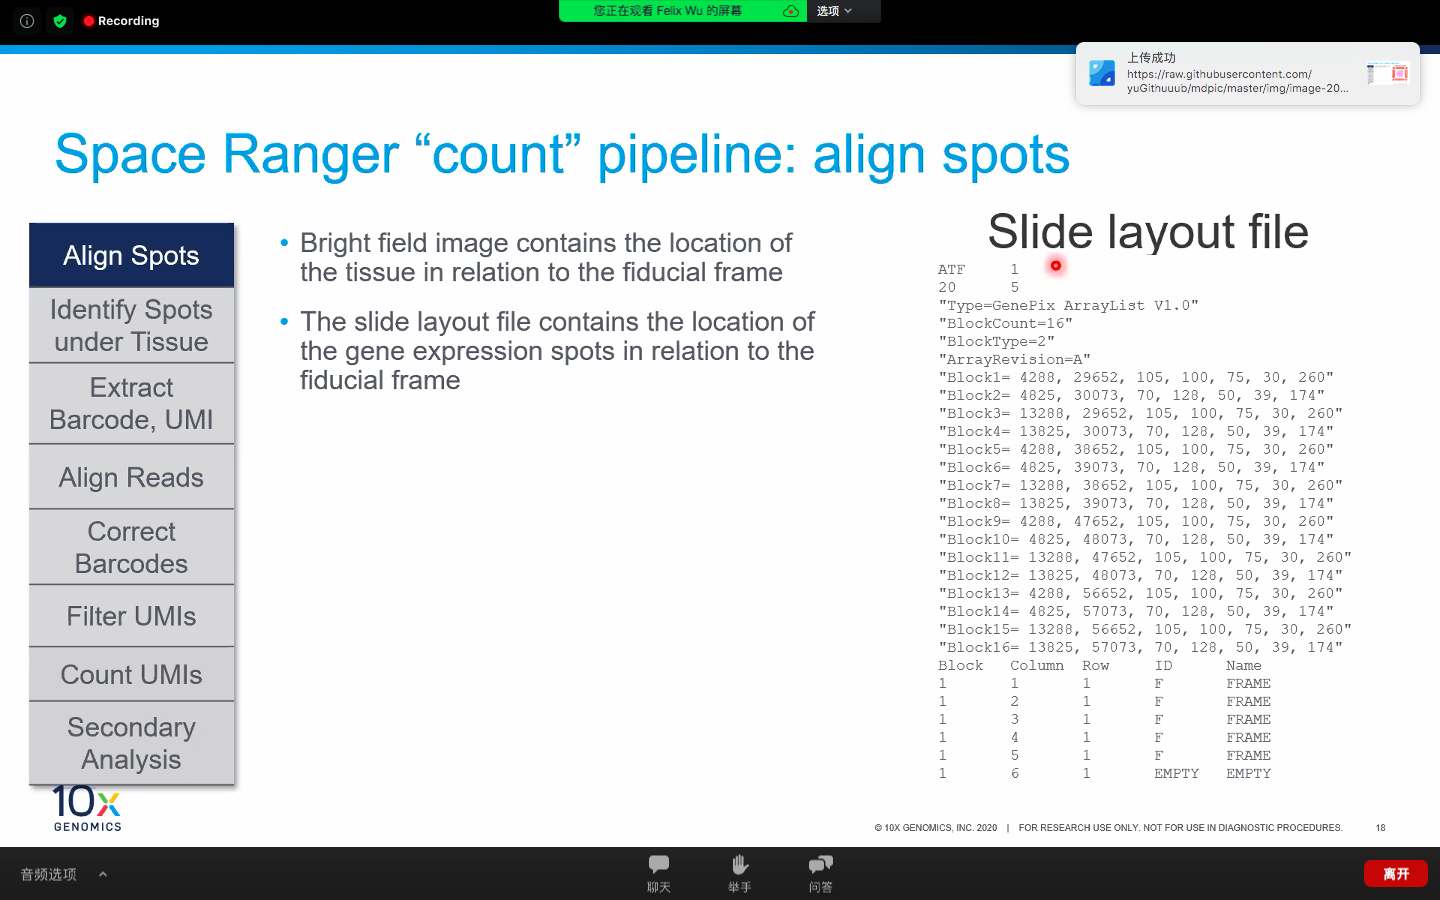 Recording
您正在观看 Felix Wu 的屏幕
选项
上传成功
https://raw.githubusercontent.com/
yuGithuuub/mdpic/master/img/image-20...
Space Ranger “count” pipeline: align spots
Align Spots
Identify Spots
under Tissue
Extract
Barcode, UMI
Align Reads
Correct
Barcodes
Filter UMIs
Count UMIs
Secondary
Analysis
• Bright field image contains the location of
the tissue in relation to the fiducial frame
• The slide layout file contains the location of
the gene expression spots in relation to the
fiducial frame
Slide layout file
ATF 1
20 5
"Type=GenePix ArrayList V1.0"
"BlockCount=16"
"BlockType=2"
"ArrayRevision=A"
"Block1= 4288, 29652, 105, 100, 75, 30, 260"
"Block2= 4825, 30073, 70, 128, 50, 39, 174"
"Block3= 13288, 29652, 105, 100, 75, 30, 260"
"Block4= 13825, 30073, 70, 128, 50, 39, 174"
"Block5= 4288, 38652, 105, 100, 75, 30, 260"
"Block6= 4825, 39073, 70, 128, 50, 39, 174"
"Block7= 13288, 38652, 105, 100, 75, 30, 260"
"Block8= 13825, 39073, 70, 128, 50, 39, 174"
"Block9= 4288, 47652, 105, 100, 75, 30, 260"
"Block10= 4825, 48073, 70, 128, 50, 39, 174"
"Block11= 13288, 47652, 105, 100, 75, 30, 260"
"Block12= 13825, 48073, 70, 128, 50, 39, 174"
"Block13= 4288, 56652, 105, 100, 75, 30, 260"
"Block14= 4825, 57073, 70, 128, 50, 39, 174"
"Block15= 13288, 56652, 105, 100, 75, 30, 260"
"Block16= 13825, 57073, 70, 128, 50, 39, 174"
Block Column Row ID Name
1 1 1 F FRAME
1 2 1 F FRAME
1 3 1 F FRAME
1 4 1 F FRAME
1 5 1 F FRAME
1 6 1 EMPTY EMPTY
10x
GENOMICS
© 10X GENOMICS, INC. 2020 | FOR RESEARCH USE ONLY. NOT FOR USE IN DIAGNOSTIC PROCEDURES. 18
音频选项
聊天
举手
问答
离开